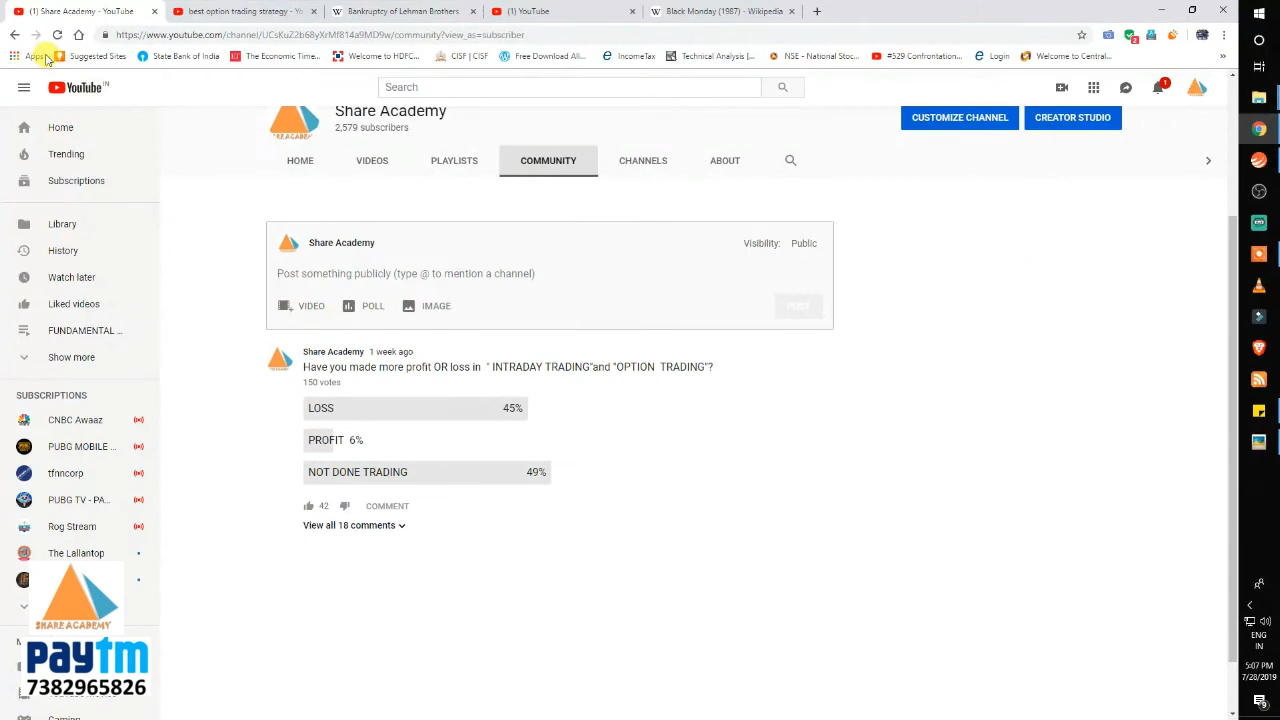 (1) Share Academy - YouTube
best option trading strategy - Yo
Bankruptcy of Lehman Brothers -
(1) YouTube
Black Monday (1987) - Wikipedia
https://www.youtube.com/channel/UCsKuZ2b68yXrMf814a9MD9w/community?view_as=subscriber
2
Apps
Suggested Sites
State Bank of India
The Economic Time...
Welcome to HDFC...
CISF | CISF
Free Download All...
IncomeTax
Technical Analysis [...
NSE - National Stoc...
#529 Confrontation...
Login
Welcome to Central...
YouTube IN
Search
1
Share Academy
2,579 subscribers
CUSTOMIZE CHANNEL
CREATOR STUDIO
HOME
VIDEOS
PLAYLISTS
COMMUNITY
CHANNELS
ABOUT
Home
Trending
Subscriptions
Library
History
Watch later
Liked videos
FUNDAMENTAL ...
Show more
SUBSCRIPTIONS
CNBC Awaaz
PUBG MOBILE ...
tfnncorp
PUBG TV - PA...
Rog Stream
The Lallantop
Share Academy
Visibility: Public
Post something publicly (type @ to mention a channel)
VIDEO
POLL
IMAGE
POST
Share Academy 1 week ago
Have you made more profit OR loss in " INTRADAY TRADING"and "OPTION TRADING"?
150 votes
LOSS 45%
PROFIT 6%
NOT DONE TRADING 49%
42
COMMENT
View all 18 comments
SHARE ACADEMY
paytm
7382965826
ENG
IN
5:07 PM
7/28/2019
9